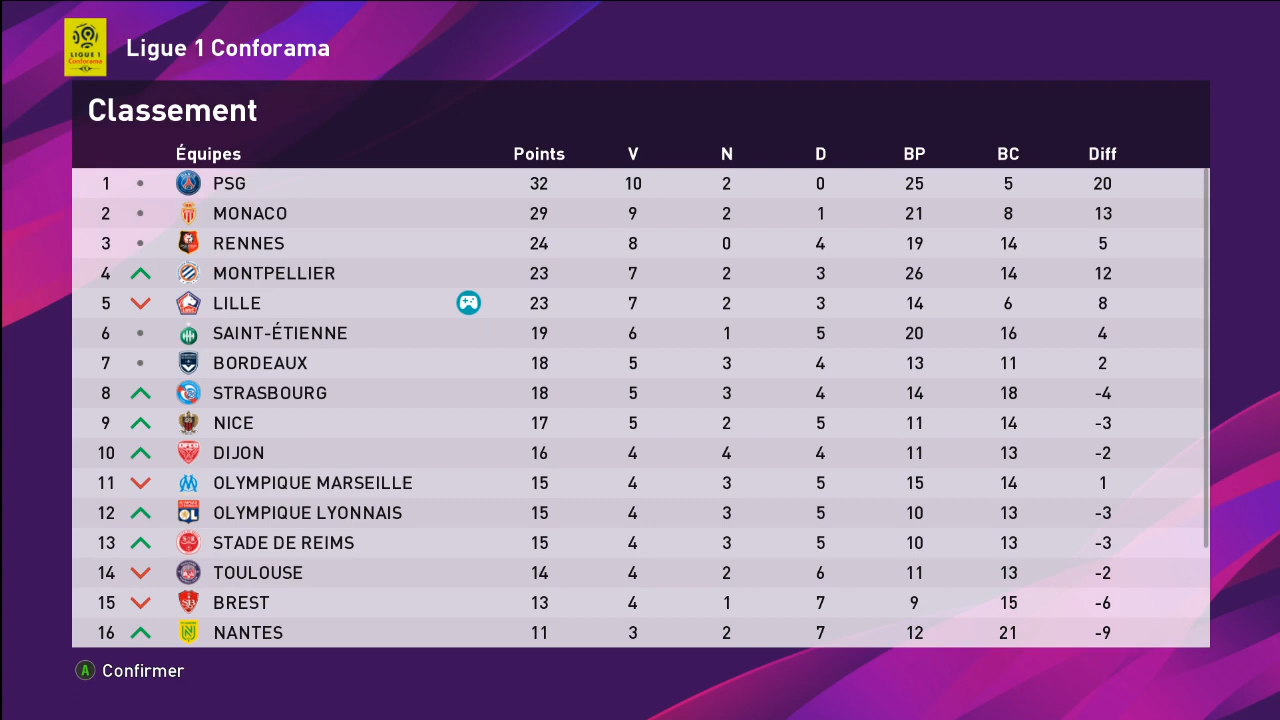 LIGUE 1
Conforama
Ligue 1 Conforama
Classement
Équipes Points V N D BP BC Diff
1 PSG 32 10 2 0 25 5 20
2 MONACO 29 9 2 1 21 8 13
3 RENNES 24 8 0 4 19 14 5
4 MONTPELLIER 23 7 2 3 26 14 12
5 LILLE 23 7 2 3 14 6 8
6 SAINT-ÉTIENNE 19 6 1 5 20 16 4
7 BORDEAUX 18 5 3 4 13 11 2
8 STRASBOURG 18 5 3 4 14 18 -4
9 NICE 17 5 2 5 11 14 -3
10 DIJON 16 4 4 4 11 13 -2
11 OLYMPIQUE MARSEILLE 15 4 3 5 15 14 1
12 OLYMPIQUE LYONNAIS 15 4 3 5 10 13 -3
13 STADE DE REIMS 15 4 3 5 10 13 -3
14 TOULOUSE 14 4 2 6 11 13 -2
15 BREST 13 4 1 7 9 15 -6
16 NANTES 11 3 2 7 12 21 -9
A Confirmer